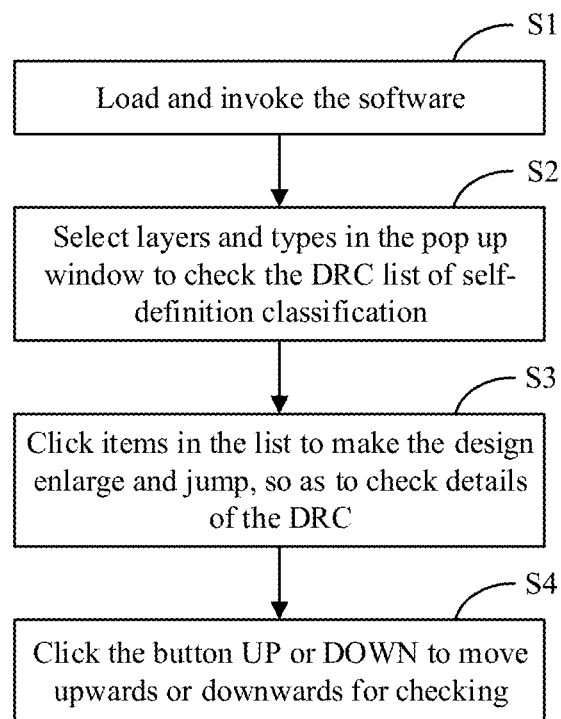 S1
Load and invoke the software
S2
Select layers and types in the pop up
window to check the DRC list of self-
definition classification
S3
Click items in the list to make the design
enlarge and jump, so as to check details
of the DRC
S4
Click the button UP or DOWN to move
upwards or downwards for checking